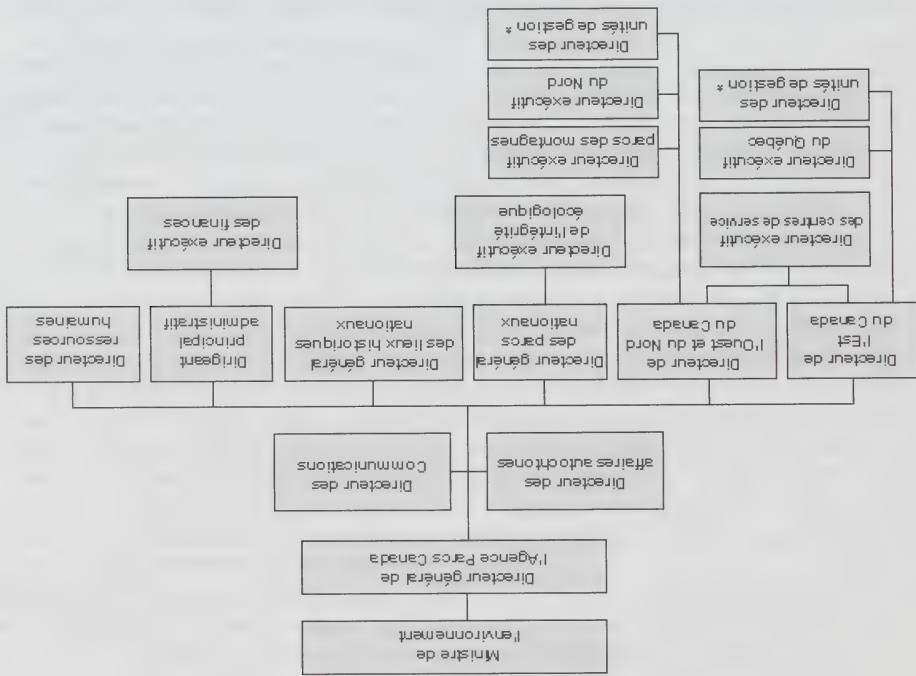 Ministre de
l'environnement
Directeur général de
l'Agence Parcs Canada
Directeur des
affaires autochtones
Directeur des
Communications
Directeur de
l'Est
du Canada
Directeur de
l'Ouest et du Nord
du Canada
Directeur général
des parcs
nationaux
Directeur général
des lieux historiques
nationaux
Dirigeant
principal
administratif
Directeur des
ressources
humaines
Directeur exécutif
des centres de service
Directeur exécutif
de l'intégrité
écologique
Directeur exécutif
des finances
Directeur exécutif
du Québec
Directeur des
unités de gestion *
Directeur exécutif
parcs des montagnes
Directeur exécutif
du Nord
Directeur des
unités de gestion *